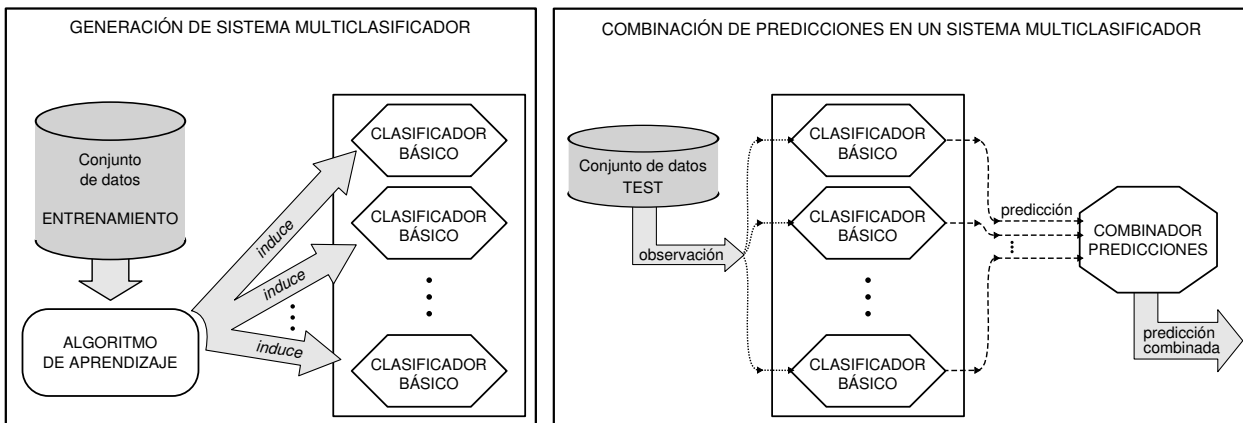 GENERACIÓN DE SISTEMA MULTICLASIFICADOR
Conjunto
de datos
ENTRENAMIENTO
ALGORITMO
DE APRENDIZAJE
induce
induce
induce
CLASIFICADOR
BÁSICO
CLASIFICADOR
BÁSICO
CLASIFICADOR
BÁSICO
COMBINACIÓN DE PREDICCIONES EN UN SISTEMA MULTICLASIFICADOR
Conjunto de datos
TEST
observación
CLASIFICADOR
BÁSICO
CLASIFICADOR
BÁSICO
CLASIFICADOR
BÁSICO
predicción
COMBINADOR
PREDICCIONES
predicción
combinada